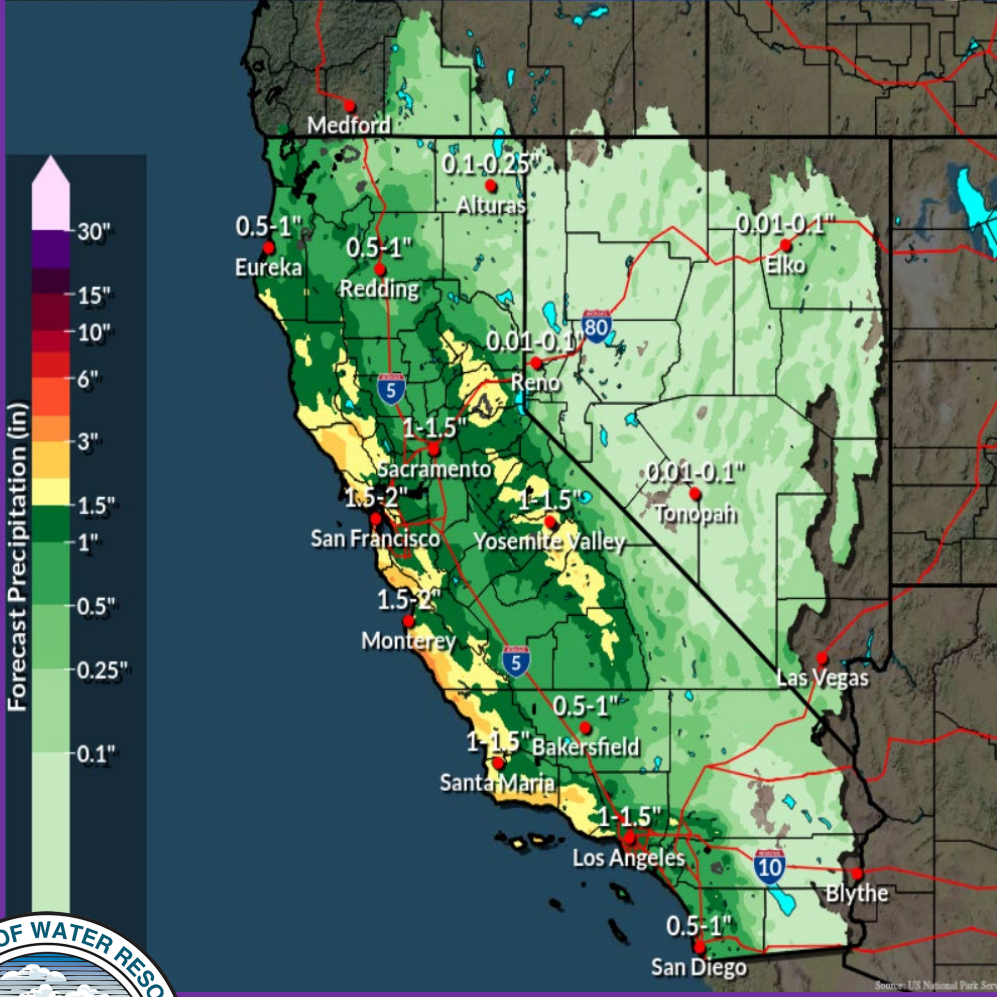 Medford
0.1-0.25"
Alturas
0.5-1"
Eureka
0.5-1"
Redding
0.01-0.1"
Elko
30"
15"
10"
6"
3"
1.5"
1"
0.5"
0.25"
0.1"
Forecast Precipitation (in)
80
0.01-0.1"
Reno
5
1-1.5"
Sacramento
0.01-0.1"
Tonopah
1.5-2"
San Francisco
1-1.5"
Yosemite Valley
1.5-2"
Monterey
5
Las Vegas
0.5-1"
Bakersfield
1-1.5"
Santa Maria
1-1.5"
Los Angeles
10
Blythe
0.5-1"
San Diego
OF WATER RESO
Source: US National Park Serv